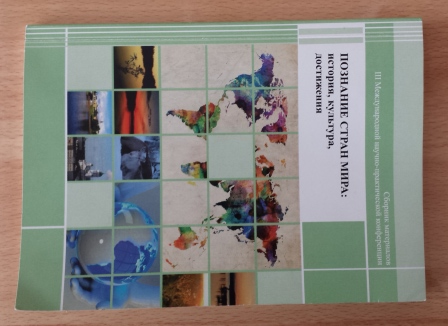 Сборник материалов
III Международной научно-практической конференции
ПОЗНАНИЕ СТРАН МИРА:
история, культура,
достижения